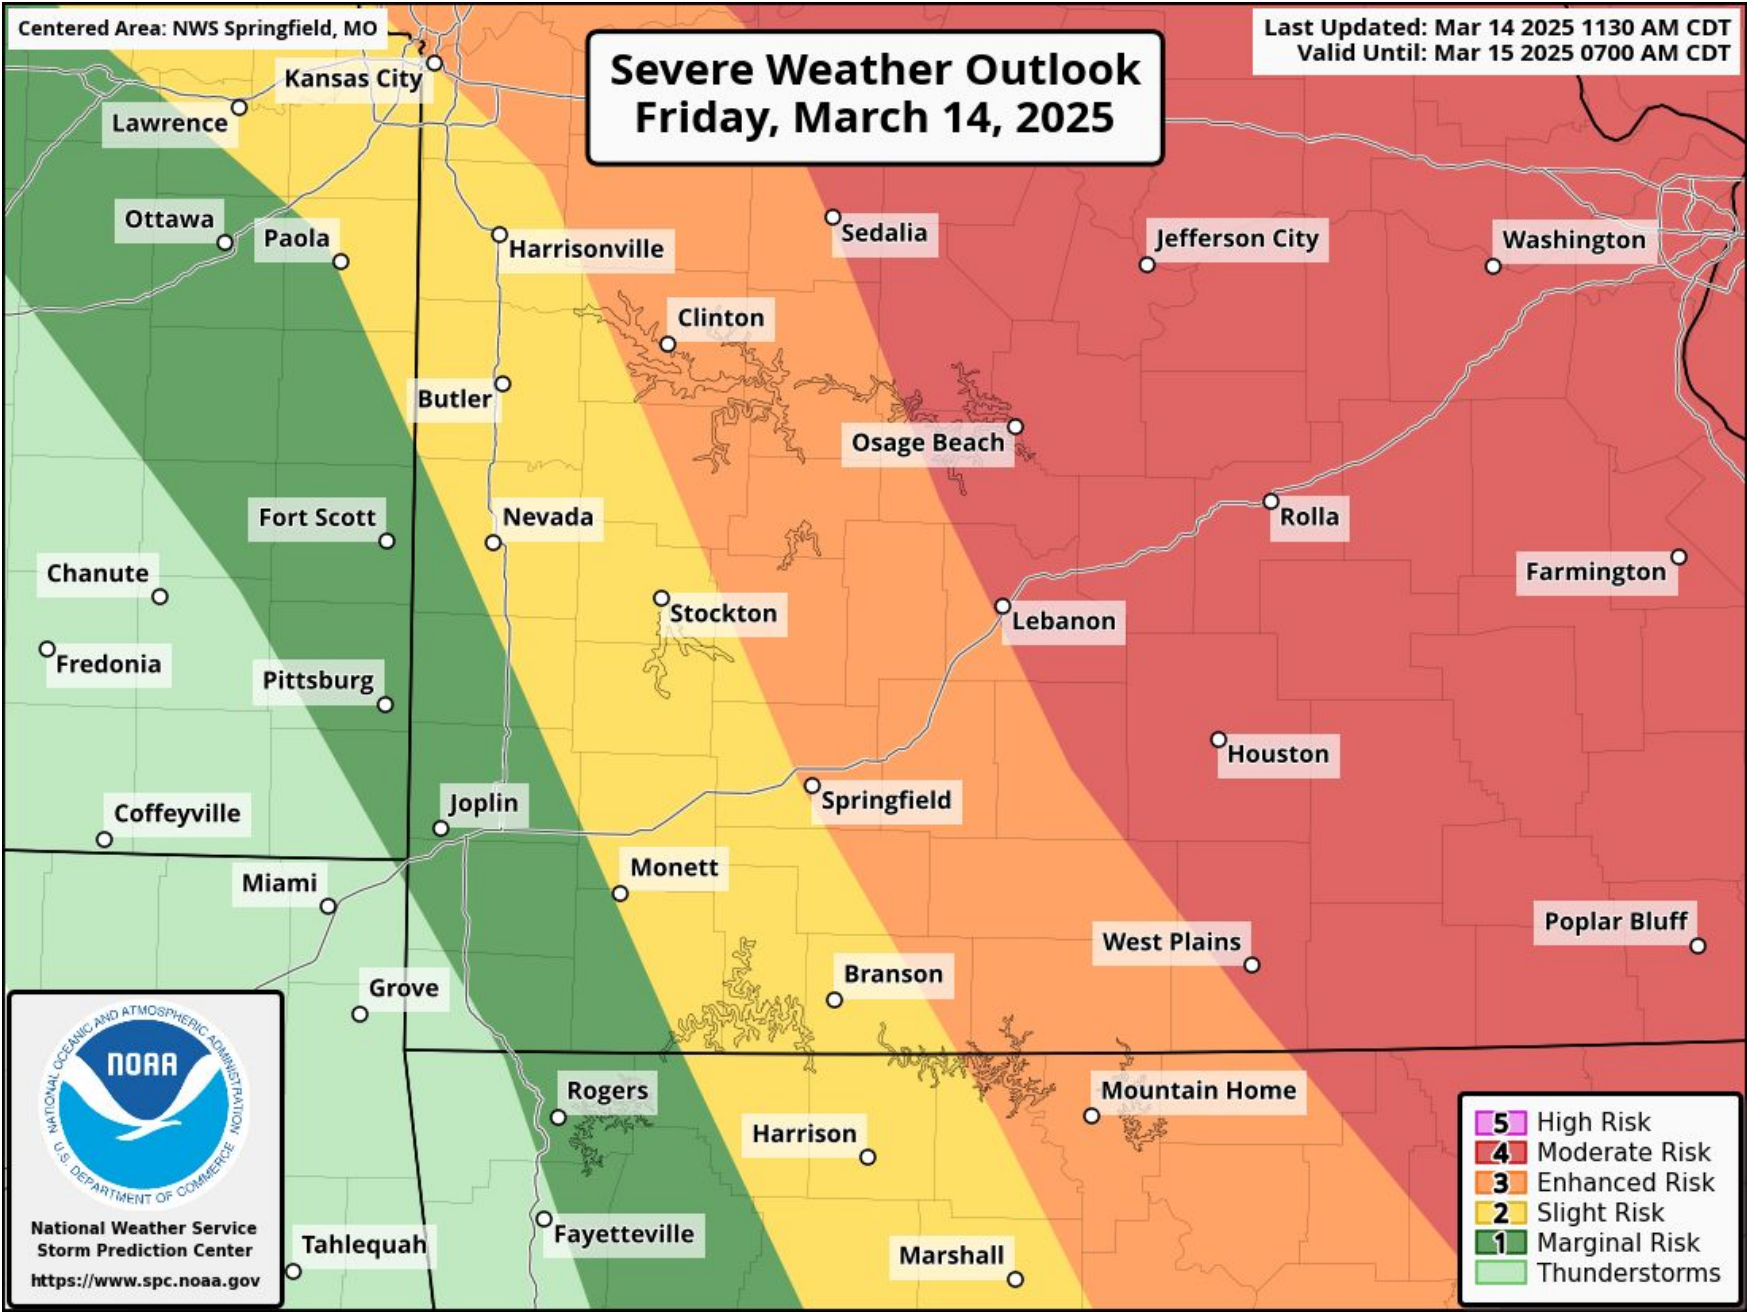 Centered Area: NWS Springfield, MO
Severe Weather Outlook
Friday, March 14, 2025
Last Updated: Mar 14 2025 1130 AM CDT
Valid Until: Mar 15 2025 0700 AM CDT
Kansas City
Lawrence
Ottawa
Paola
Harrisonville
Sedalia
Jefferson City
Washington
Clinton
Butler
Osage Beach
Fort Scott
Nevada
Rolla
Chanute
Farmington
Stockton
Lebanon
Fredonia
Pittsburg
Houston
Coffeyville
Joplin
Springfield
Miami
Monett
Poplar Bluff
West Plains
Branson
Grove
Rogers
Mountain Home
Harrison
Fayetteville
Tahlequah
Marshall
NATIONAL OCEANIC AND ATMOSPHERIC ADMINISTRATION
NOAA
U.S. DEPARTMENT OF COMMERCE
National Weather Service
Storm Prediction Center
https://www.spc.noaa.gov
5 High Risk
4 Moderate Risk
3 Enhanced Risk
2 Slight Risk
1 Marginal Risk
Thunderstorms